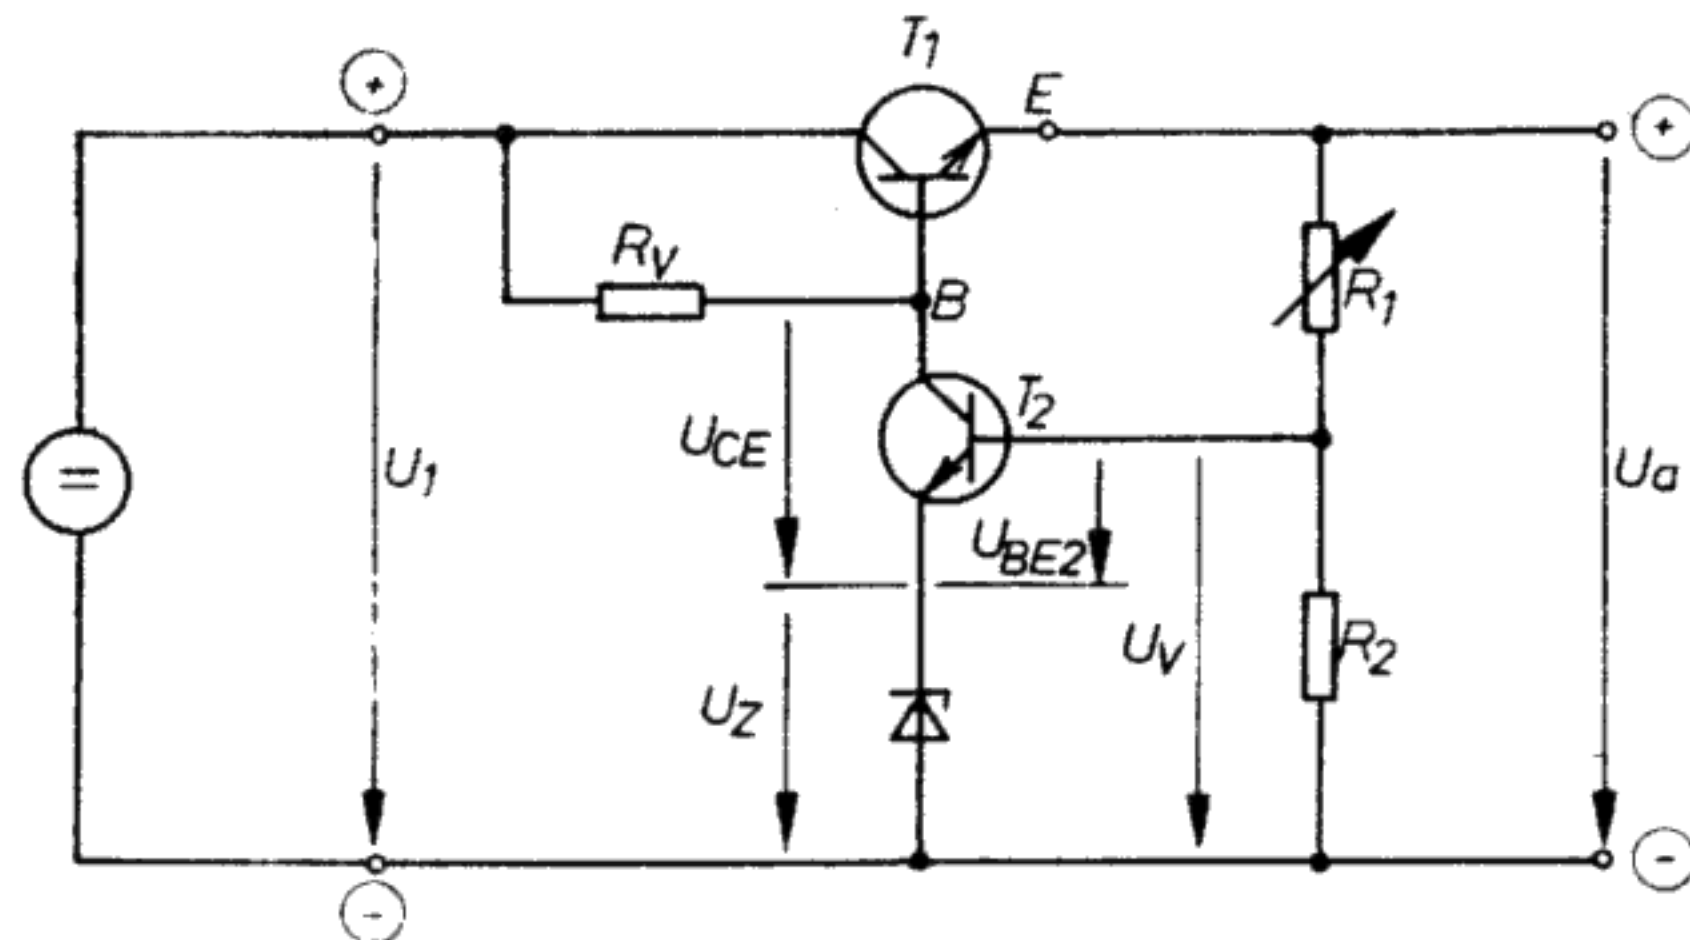 T1
+
E
+
RV
B
R1
T2
UCE
U1
Ua
=
UBE2
UV
R2
UZ
-
-